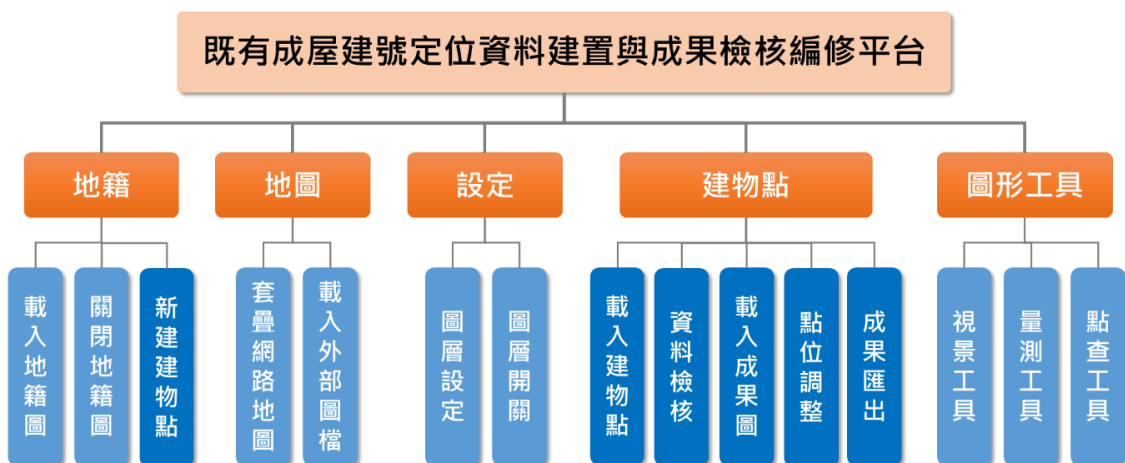 既有成屋建號定位資料建置與成果檢核編修平台
地籍
地圖
設定
建物點
圖形工具
載入地籍圖
關閉地籍圖
新建建物點
套疊網路地圖
載入外部圖檔
圖層設定
圖層開關
載入建物點
資料檢核
載入成果圖
點位調整
成果匯出
視景工具
量測工具
點查工具